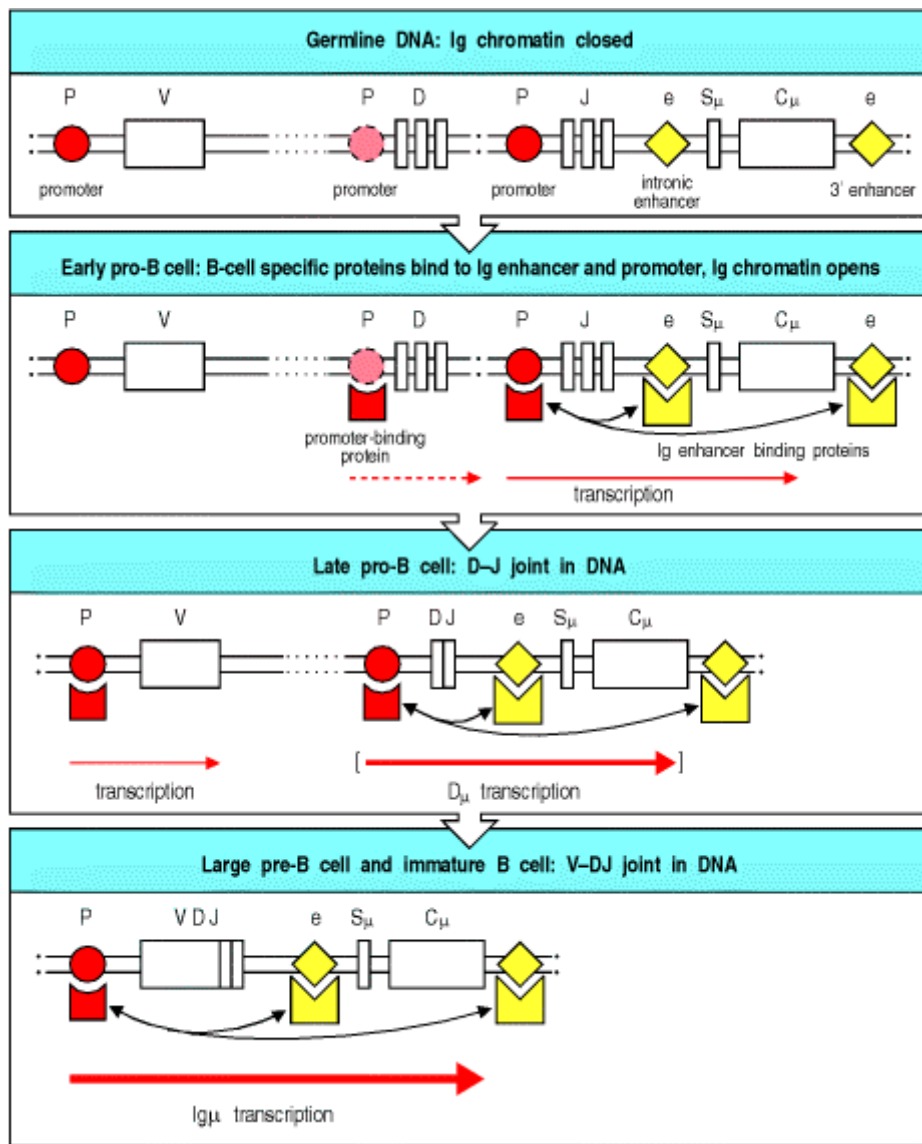 Germline DNA: Ig chromatin closed
P V P D P J e Sμ Cμ e
promoter promoter promoter intronic enhancer 3' enhancer
Early pro-B cell: B-cell specific proteins bind to Ig enhancer and promoter, Ig chromatin opens
P V P D P J e Sμ Cμ e
promoter-binding protein
Ig enhancer binding proteins
transcription
Late pro-B cell: D–J joint in DNA
P V P D J e Sμ Cμ
transcription [ ] Dμ transcription
Large pre-B cell and immature B cell: V–DJ joint in DNA
P V D J e Sμ Cμ
Igμ transcription